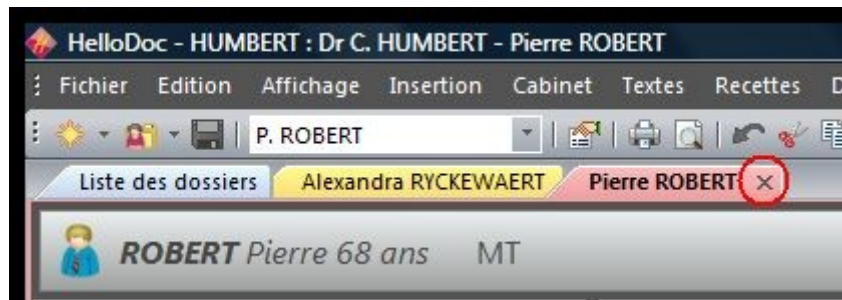 HelloDoc - HUMBERT : Dr C. HUMBERT - Pierre ROBERT
Fichier Edition Affichage Insertion Cabinet Textes Recettes D
P. ROBERT
Liste des dossiers Alexandra RYCKEWAERT Pierre ROBERT
ROBERT Pierre 68 ans MT